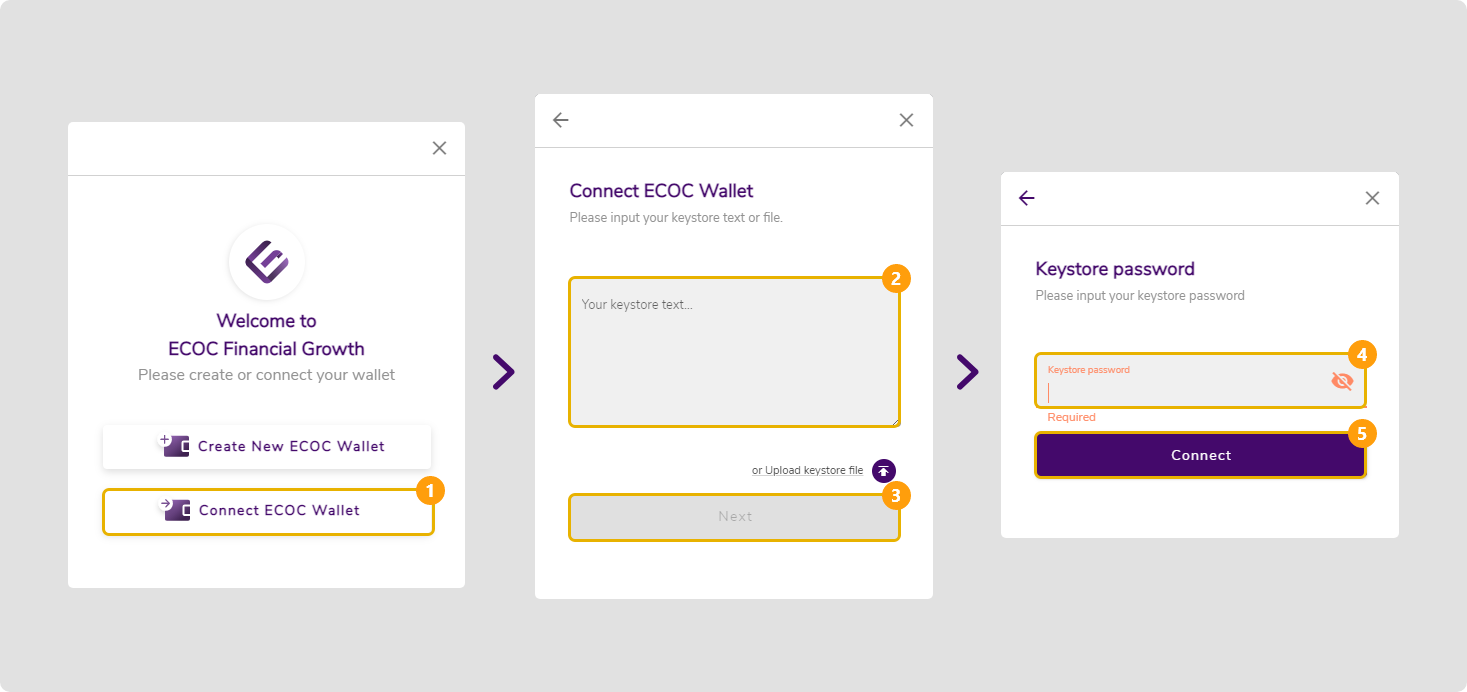 Welcome to
ECOC Financial Growth
Please create or connect your wallet
Create New ECOC Wallet
1
Connect ECOC Wallet
Connect ECOC Wallet
Please input your keystore text or file.
2
Your keystore text...
or Upload keystore file
3
Next
Keystore password
Please input your keystore password
4
Keystore password
Required
5
Connect